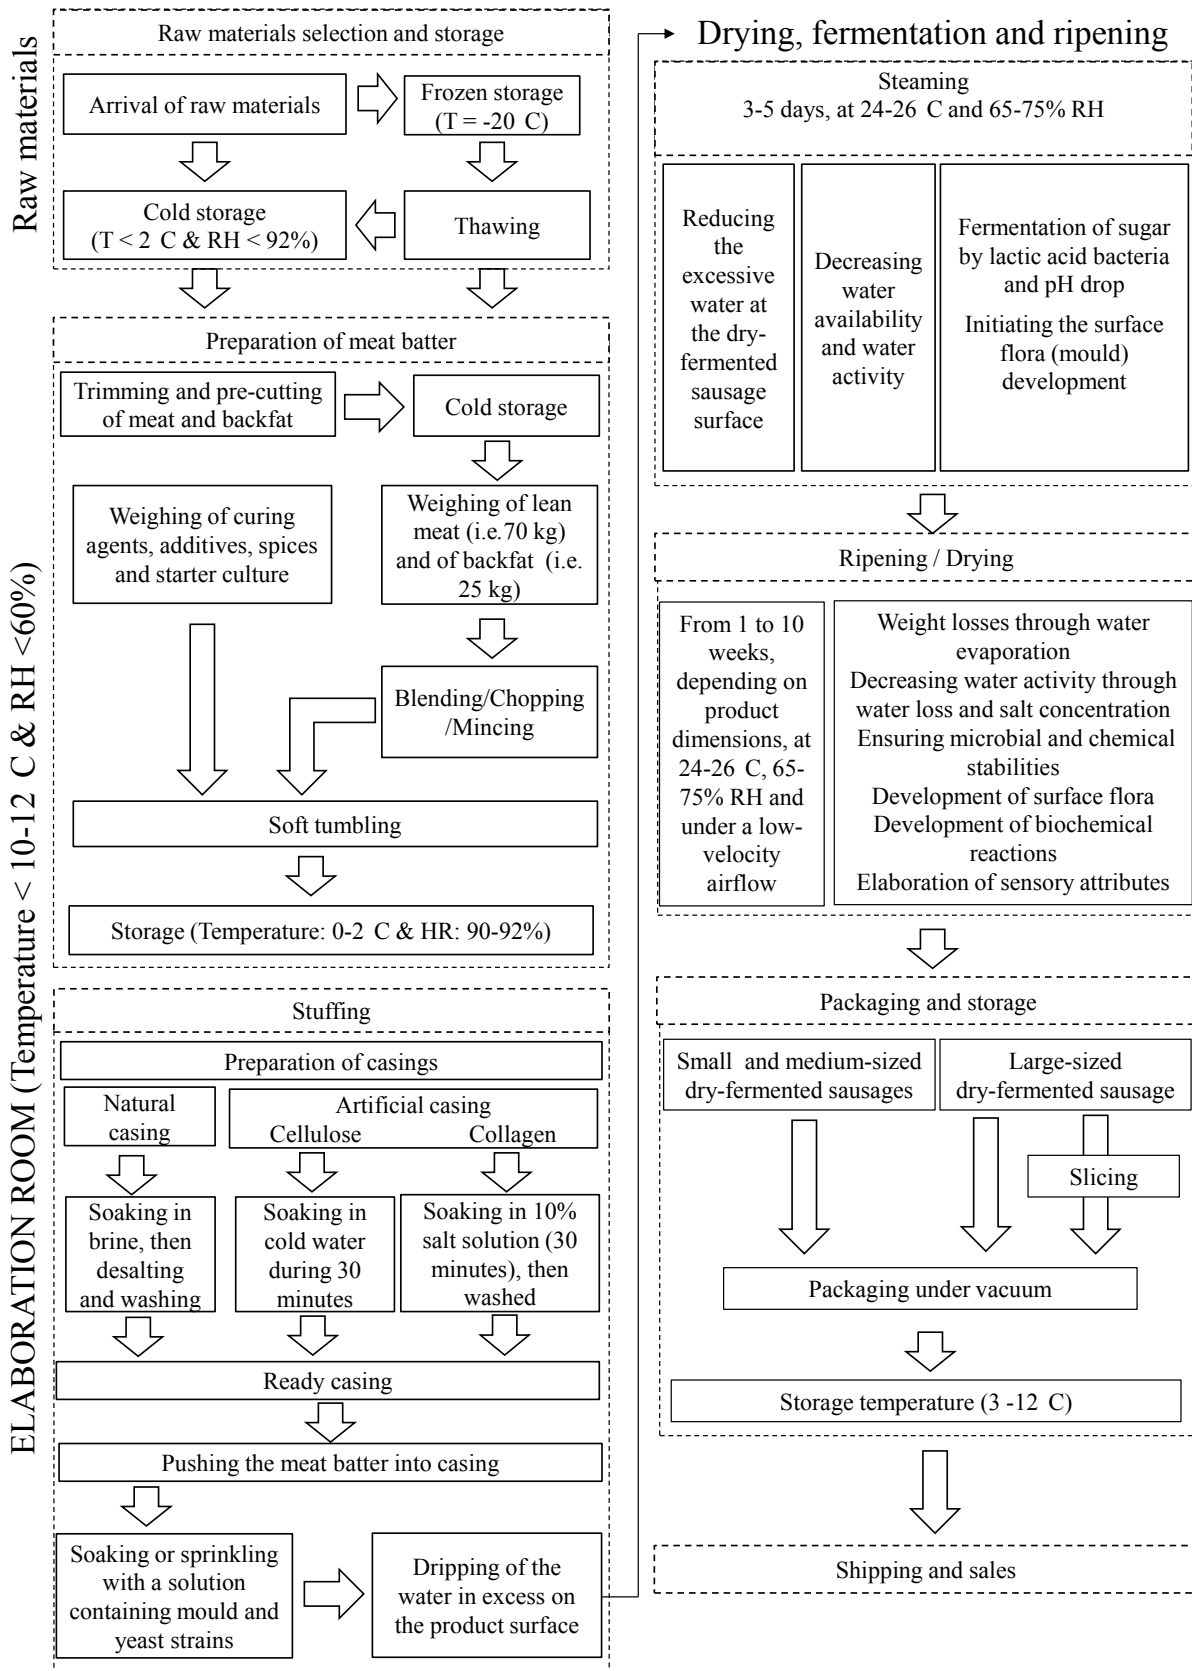 Raw materials
Raw materials selection and storage
Arrival of raw materials
Frozen storage
(T = -20 C)
Cold storage
(T < 2 C & RH < 92%)
Thawing
ELABORATION ROOM (Temperature < 10-12 C & RH <60%)
Preparation of meat batter
Trimming and pre-cutting
of meat and backfat
Cold storage
Weighing of curing
agents, additives, spices
and starter culture
Weighing of lean
meat (i.e.70 kg)
and of backfat (i.e.
25 kg)
Blending/Chopping
/Mincing
Soft tumbling
Storage (Temperature: 0-2 C & HR: 90-92%)
Stuffing
Preparation of casings
Natural
casing
Artificial casing
Cellulose
Collagen
Soaking in
brine, then
desalting
and washing
Soaking in
cold water
during 30
minutes
Soaking in 10%
salt solution (30
minutes), then
washed
Ready casing
Pushing the meat batter into casing
Soaking or sprinkling
with a solution
containing mould and
yeast strains
Dripping of the
water in excess on
the product surface
Drying, fermentation and ripening
Steaming
3-5 days, at 24-26 C and 65-75% RH
Reducing
the
excessive
water at
the dry-
fermented
sausage
surface
Decreasing
water
availability
and water
activity
Fermentation of sugar
by lactic acid bacteria
and pH drop
Initiating the surface
flora (mould)
development
Ripening / Drying
From 1 to 10
weeks,
depending on
product
dimensions, at
24-26 C, 65-
75% RH and
under a low-
velocity
airflow
Weight losses through water
evaporation
Decreasing water activity through
water loss and salt concentration
Ensuring microbial and chemical
stabilities
Development of surface flora
Development of biochemical
reactions
Elaboration of sensory attributes
Packaging and storage
Small and medium-sized
dry-fermented sausages
Large-sized
dry-fermented sausage
Slicing
Packaging under vacuum
Storage temperature (3 -12 C)
Shipping and sales